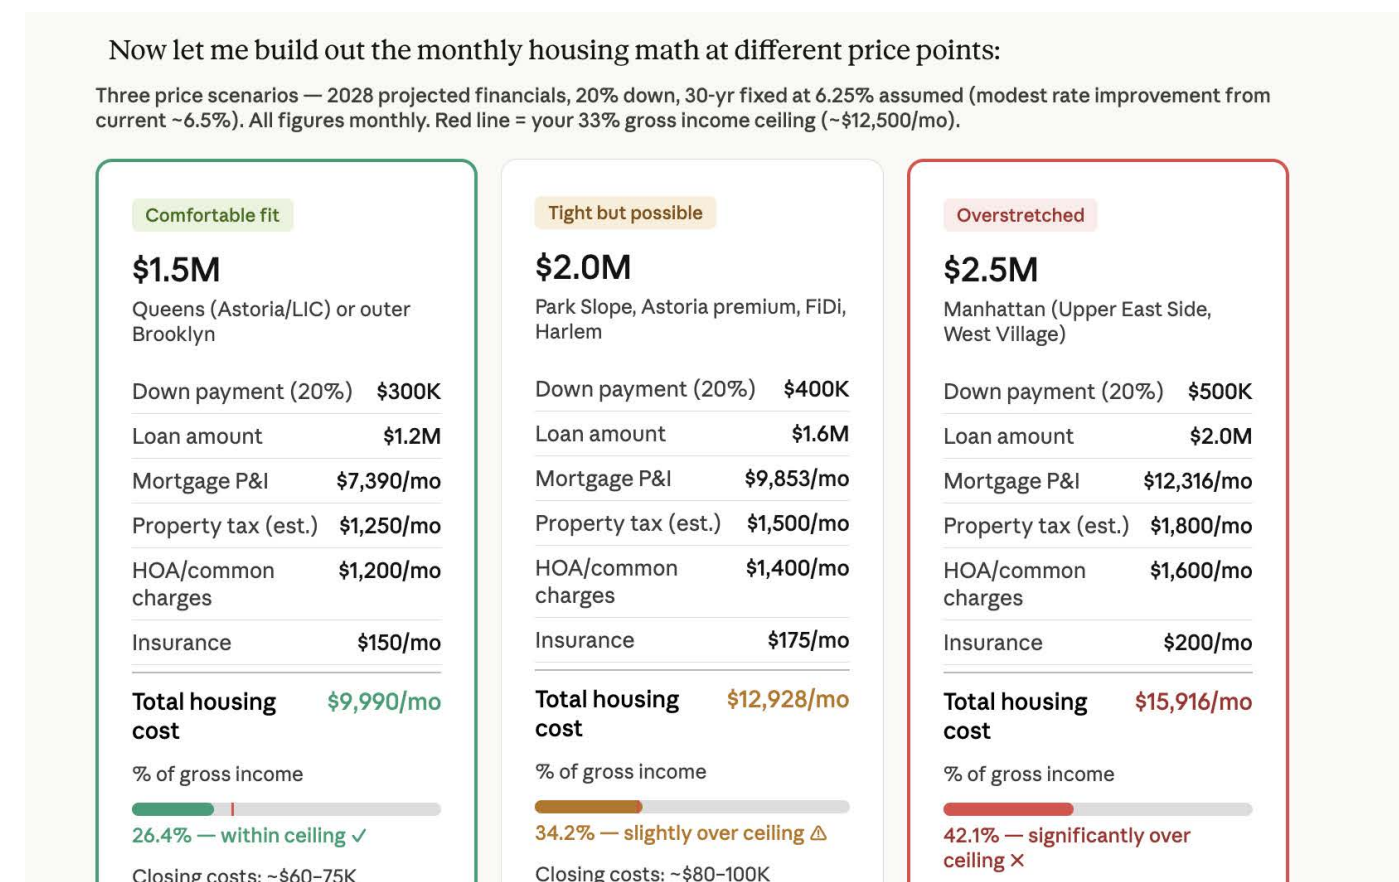 Now let me build out the monthly housing math at different price points:
Three price scenarios — 2028 projected financials, 20% down, 30-yr fixed at 6.25% assumed (modest rate improvement from
current ~6.5%). All figures monthly. Red line = your 33% gross income ceiling (~$12,500/mo).
Comfortable fit
$1.5M
Queens (Astoria/LIC) or outer
Brooklyn
Down payment (20%) $300K
Loan amount $1.2M
Mortgage P&I $7,390/mo
Property tax (est.) $1,250/mo
HOA/common $1,200/mo
charges
Insurance $150/mo
Total housing $9,990/mo
cost
% of gross income
26.4% — within ceiling ✓
Closing costs: ~$60–75K
Tight but possible
$2.0M
Park Slope, Astoria premium, FiDi,
Harlem
Down payment (20%) $400K
Loan amount $1.6M
Mortgage P&I $9,853/mo
Property tax (est.) $1,500/mo
HOA/common $1,400/mo
charges
Insurance $175/mo
Total housing $12,928/mo
cost
% of gross income
34.2% — slightly over ceiling ⚠
Closing costs: ~$80–100K
Overstretched
$2.5M
Manhattan (Upper East Side,
West Village)
Down payment (20%) $500K
Loan amount $2.0M
Mortgage P&I $12,316/mo
Property tax (est.) $1,800/mo
HOA/common $1,600/mo
charges
Insurance $200/mo
Total housing $15,916/mo
cost
% of gross income
42.1% — significantly over
ceiling ✕